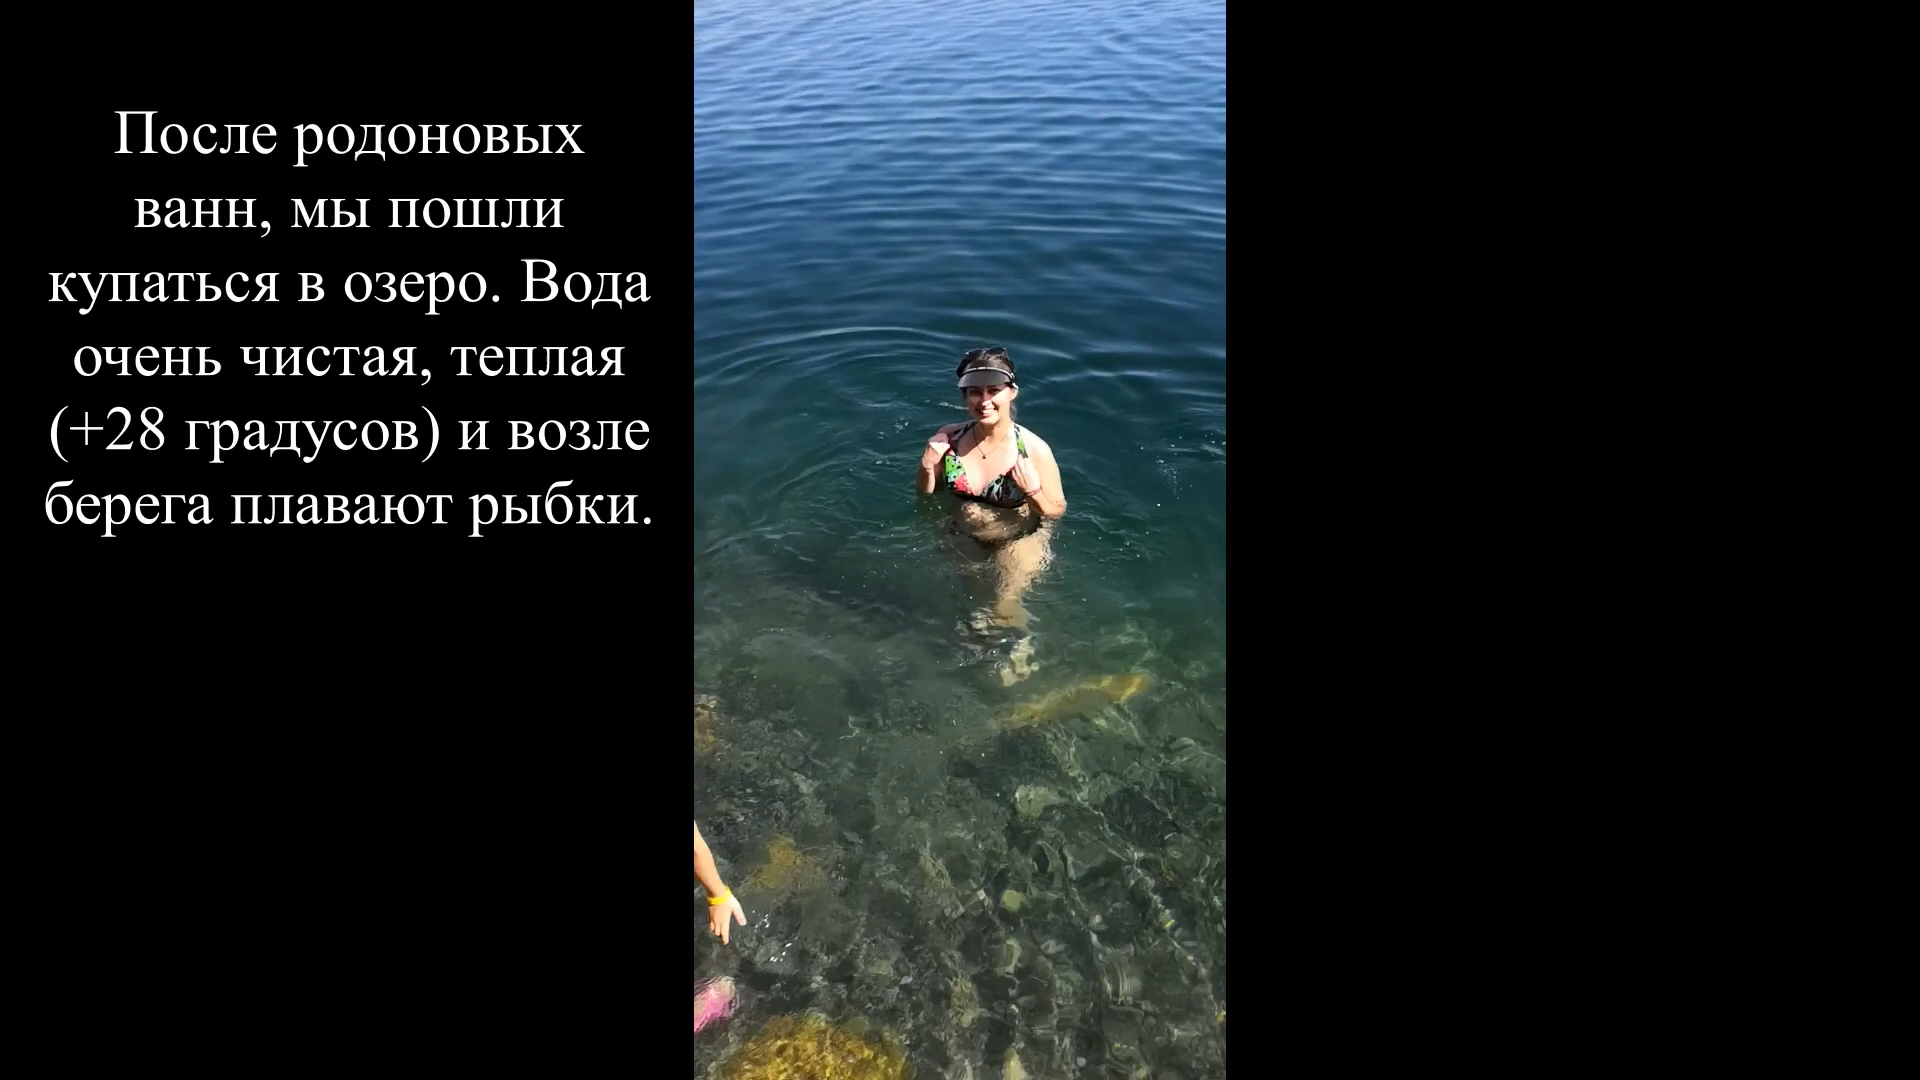 После родоновых
ванн, мы пошли
купаться в озеро. Вода
очень чистая, теплая
(+28 градусов) и возле
берега плавают рыбки.